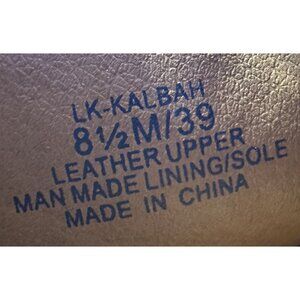 LK-KALBAH
8½M/39
LEATHER UPPER
MAN MADE LINING/SOLE
MADE IN CHINA